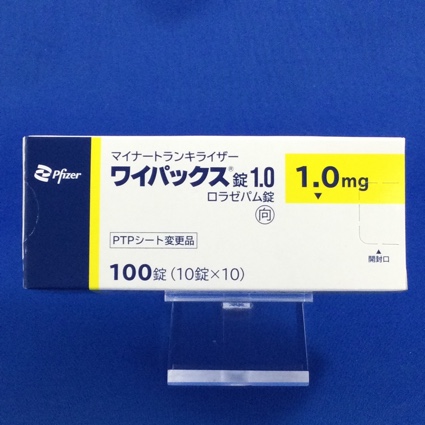 Pfizer
マイナートランキライザー
ワイパックス®錠1.0
ロラゼパム錠
向
1.0mg
PTPシート変更品
100錠(10錠×10)
開封口